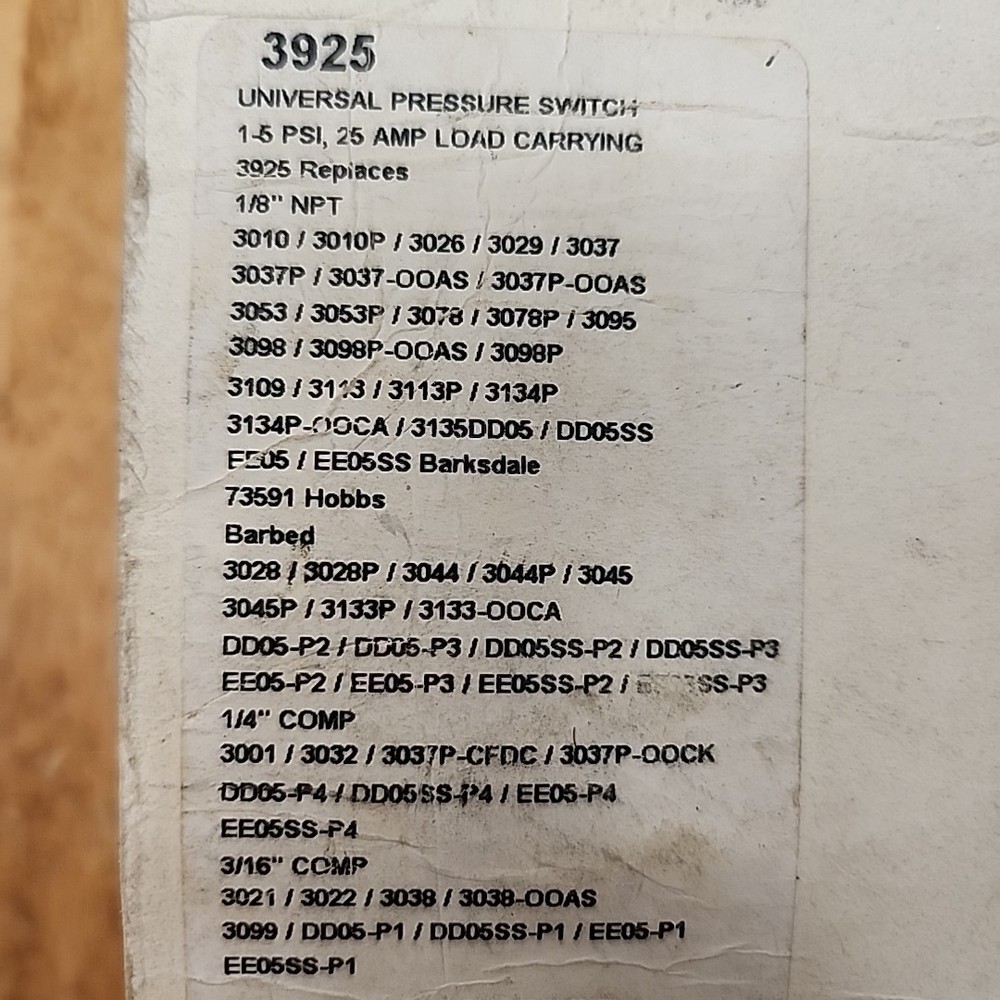 3925
UNIVERSAL PRESSURE SWITCH
1-5 PSI, 25 AMP LOAD CARRYING
3925 Replaces
1/8" NPT
3010 / 3010P / 3026 / 3029 / 3037
3037P / 3037-OOAS / 3037P-OOAS
3053 / 3053P / 3078 / 3078P / 3095
3098 / 3098P-OOAS / 3098P
3109 / 3113 / 3113P / 3134P
3134P-OOCA / 3135DD05 / DD05SS
EE05 / EE05SS Barksdale
73591 Hobbs
Barbed
3028 / 3028P / 3044 / 3044P / 3045
3045P / 3133P / 3133-OOCA
DD05-P2 / DD05-P3 / DD05SS-P2 / DD05SS-P3
EE05-P2 / EE05-P3 / EE05SS-P2 /
1/4" COMP
3001 / 3032 / 3037P-CFDC / 3037P-OOCK
DD05-P4 / DD05SS-P4 / EE05-P4
EE05SS-P4
3/16" COMP
3021 / 3022 / 3038 / 3038-OOAS
3099 / DD05-P1 / DD05SS-P1 / EE05-P1
EE05SS-P1